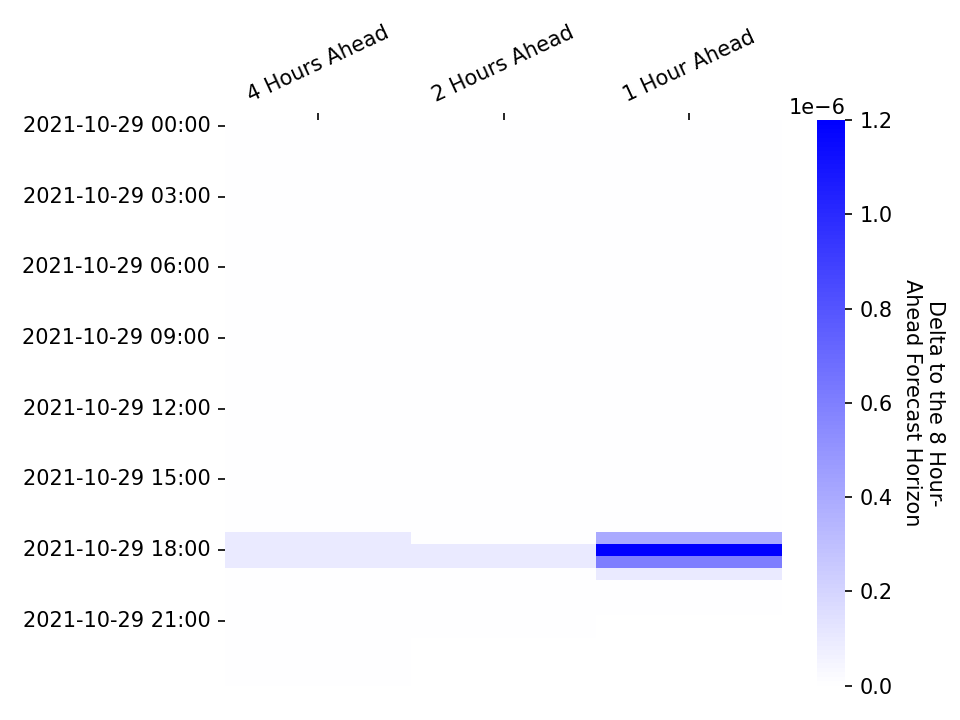 4 Hours Ahead
2 Hours Ahead
1 Hour Ahead
1e−6
2021-10-29 00:00
2021-10-29 03:00
2021-10-29 06:00
2021-10-29 09:00
2021-10-29 12:00
2021-10-29 15:00
2021-10-29 18:00
2021-10-29 21:00
1.2
1.0
0.8
0.6
0.4
0.2
0.0
Delta to the 8 Hour-
Ahead Forecast Horizon